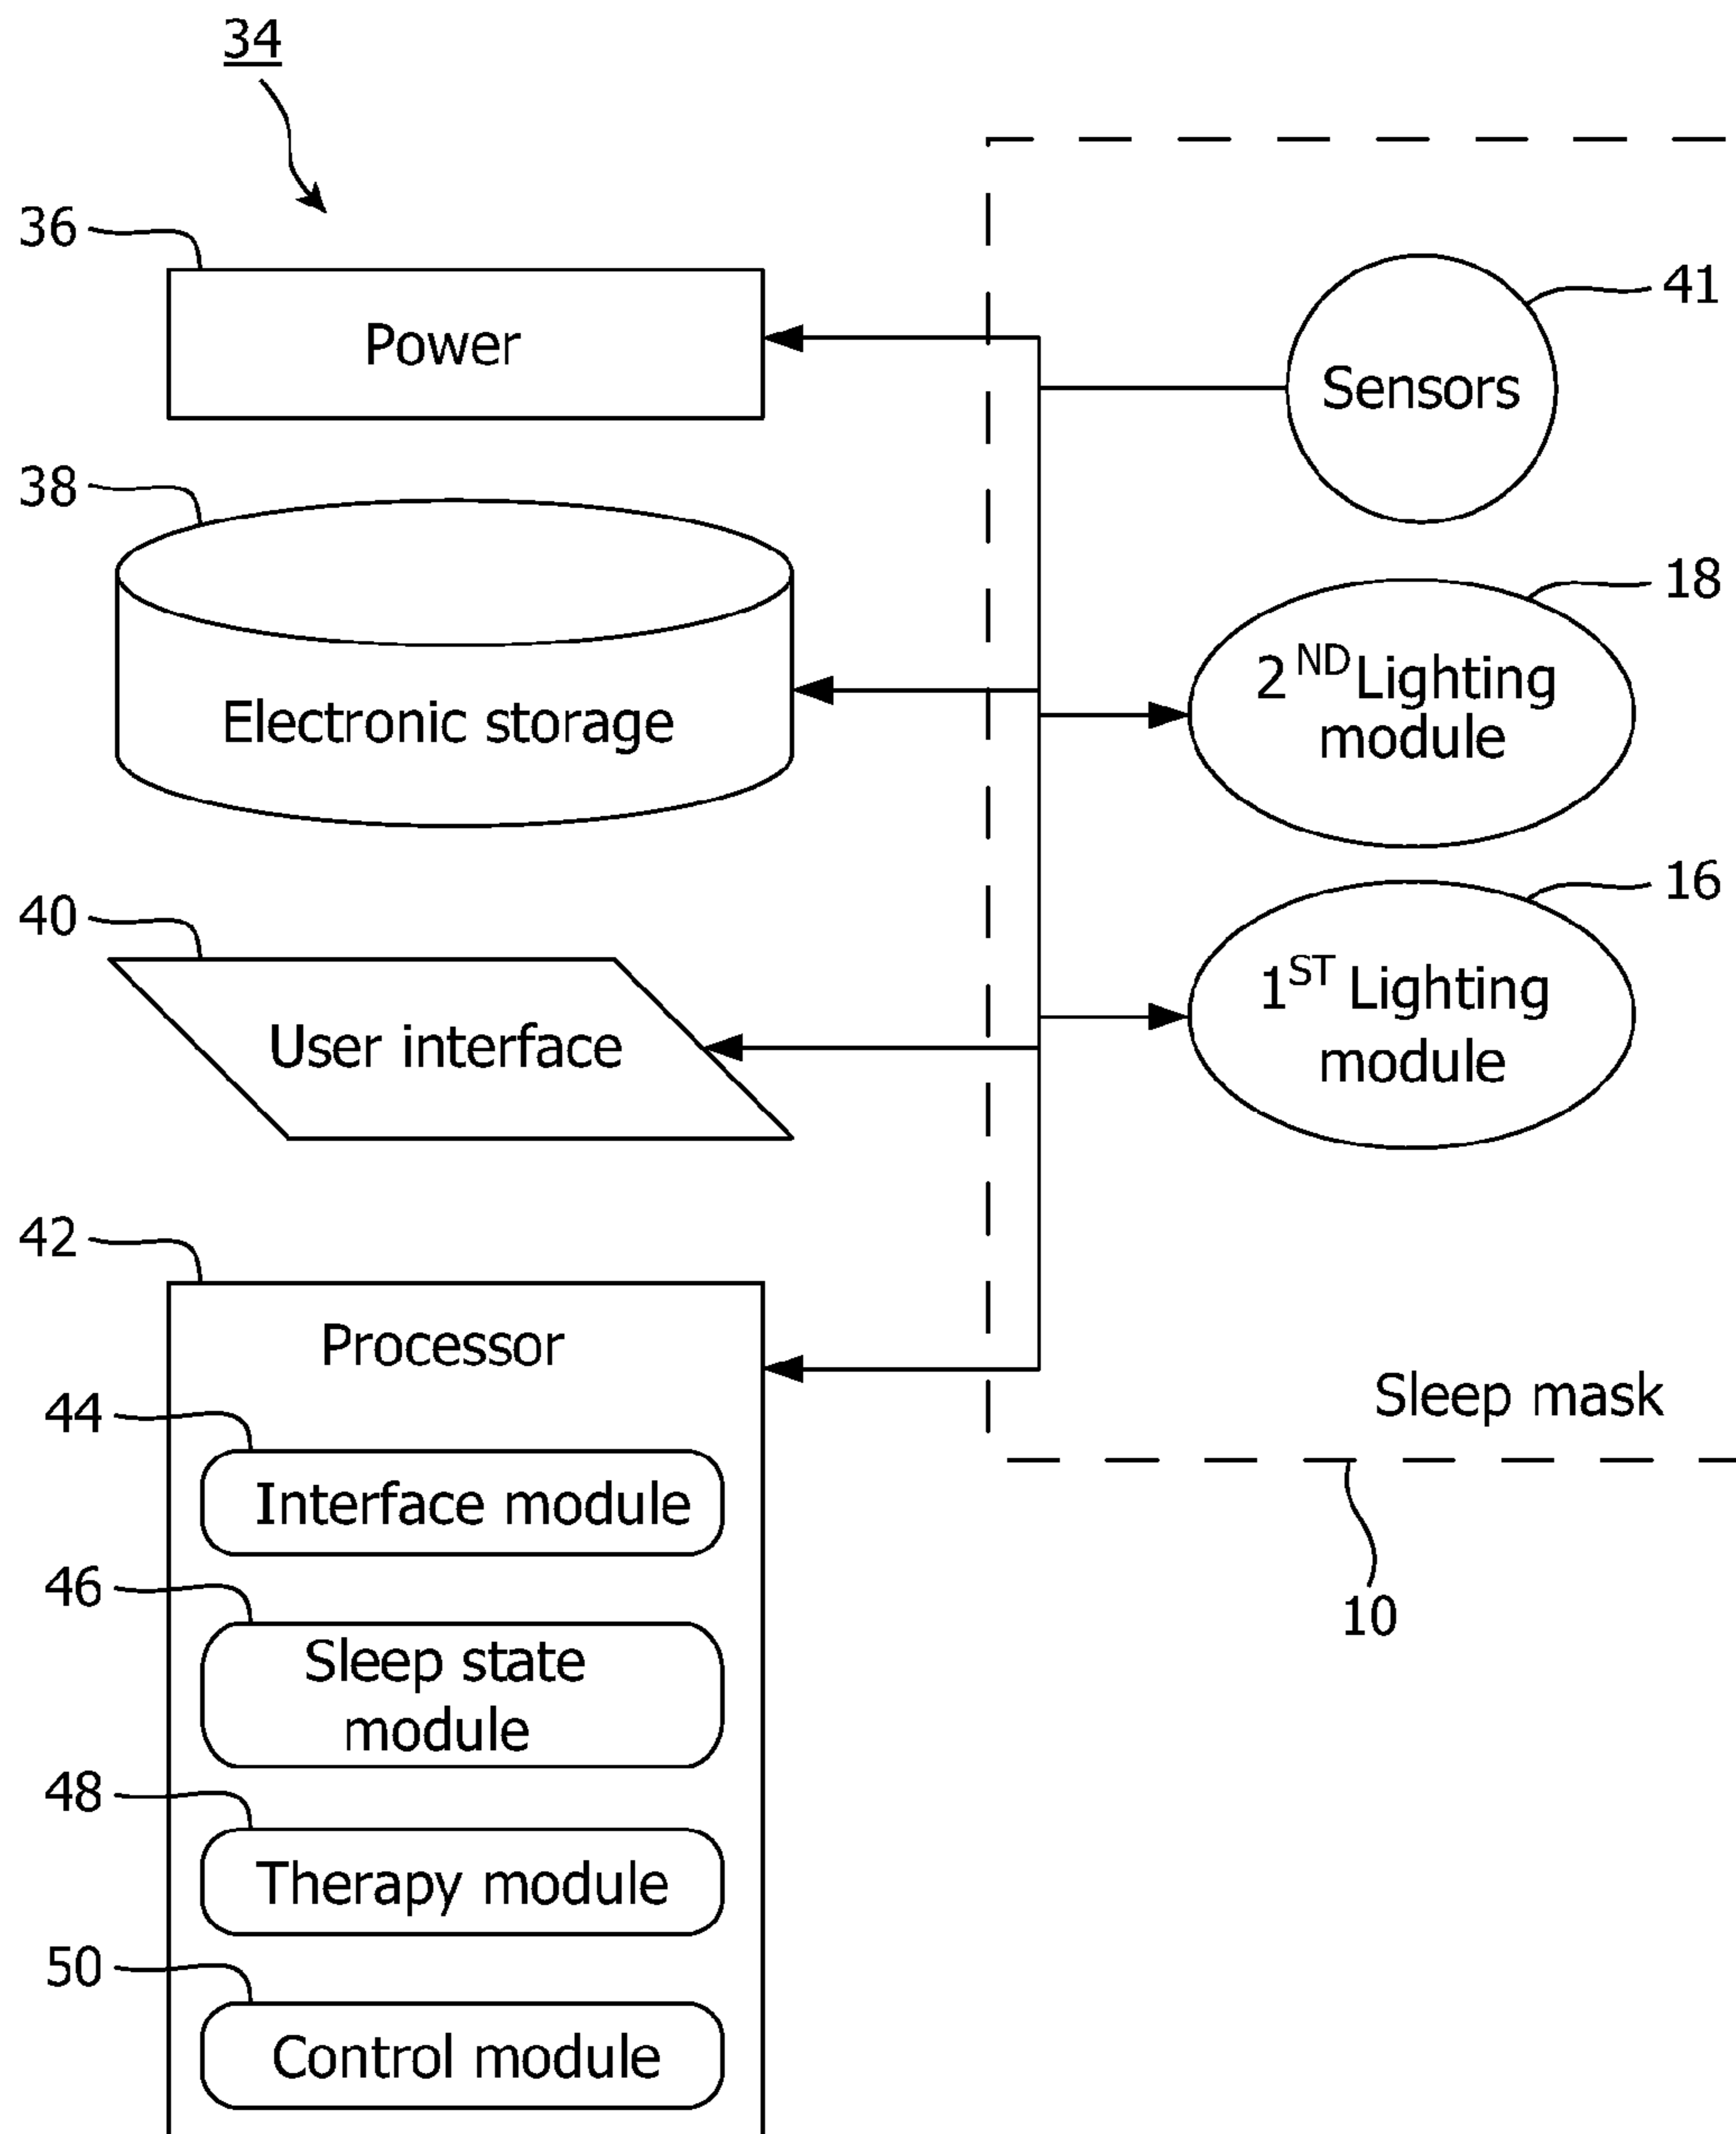 34
36
Power
38
Electronic storage
40
User interface
42
Processor
44
Interface module
46
Sleep state
module
48
Therapy module
50
Control module
41
Sensors
18
2ND Lighting
module
16
1ST Lighting
module
Sleep mask
10